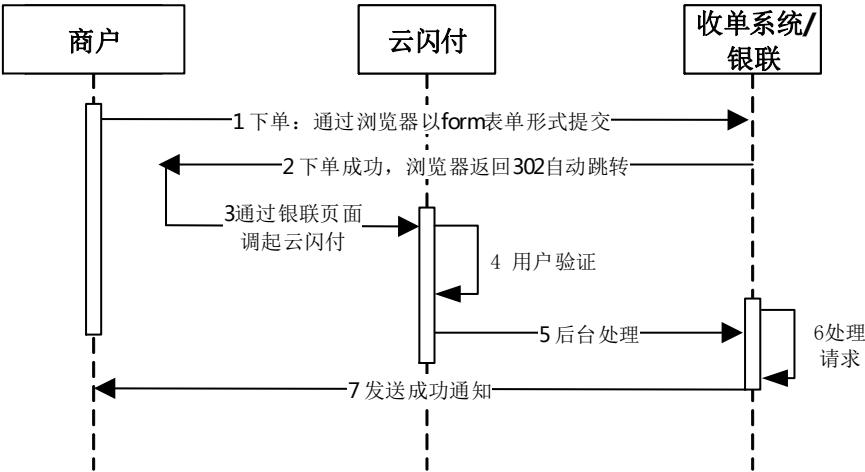 商户
云闪付
收单系统/
银联
1下单：通过浏览器以form表单形式提交
2下单成功，浏览器返回302自动跳转
3通过银联页面
调起云闪付
4 用户验证
5后台处理
6处理
请求
7发送成功通知